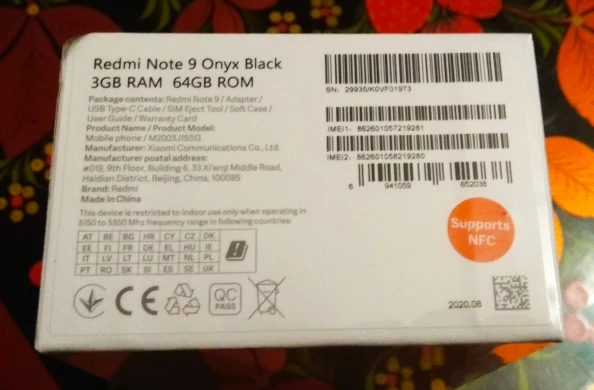 Redmi Note 9 Onyx Black
3GB RAM 64GB ROM
Package contents: Redmi Note 9 / Adapter /
USB Type-C Cable / SIM Eject Tool / Soft Case /
User Guide / Warranty Card
Product Name / Product Model:
Mobile phone / M2003J15SG
Manufacturer: Xiaomi Communications Co., Ltd.
Manufacturer postal address:
#019, 9th Floor, Building 6, 33 Xi'erqi Middle Road,
Haidian District, Beijing, China, 100085
Brand: Redmi
Made in China
This device is restricted to indoor use only when operating in
5150 to 5350 Mhz frequency range in following countries:
AT BE BG HR CY CZ DK
EE FI FR DE EL HU IE
IT LV LT LU MT NL PL
PT RO SK SI ES SE UK
CE
QC
PASS
SN: 29935/K0VF01973
IMEI1: 862601057219281
IMEI2: 862601058219280
6 941059 652038
Supports
NFC
2020.08